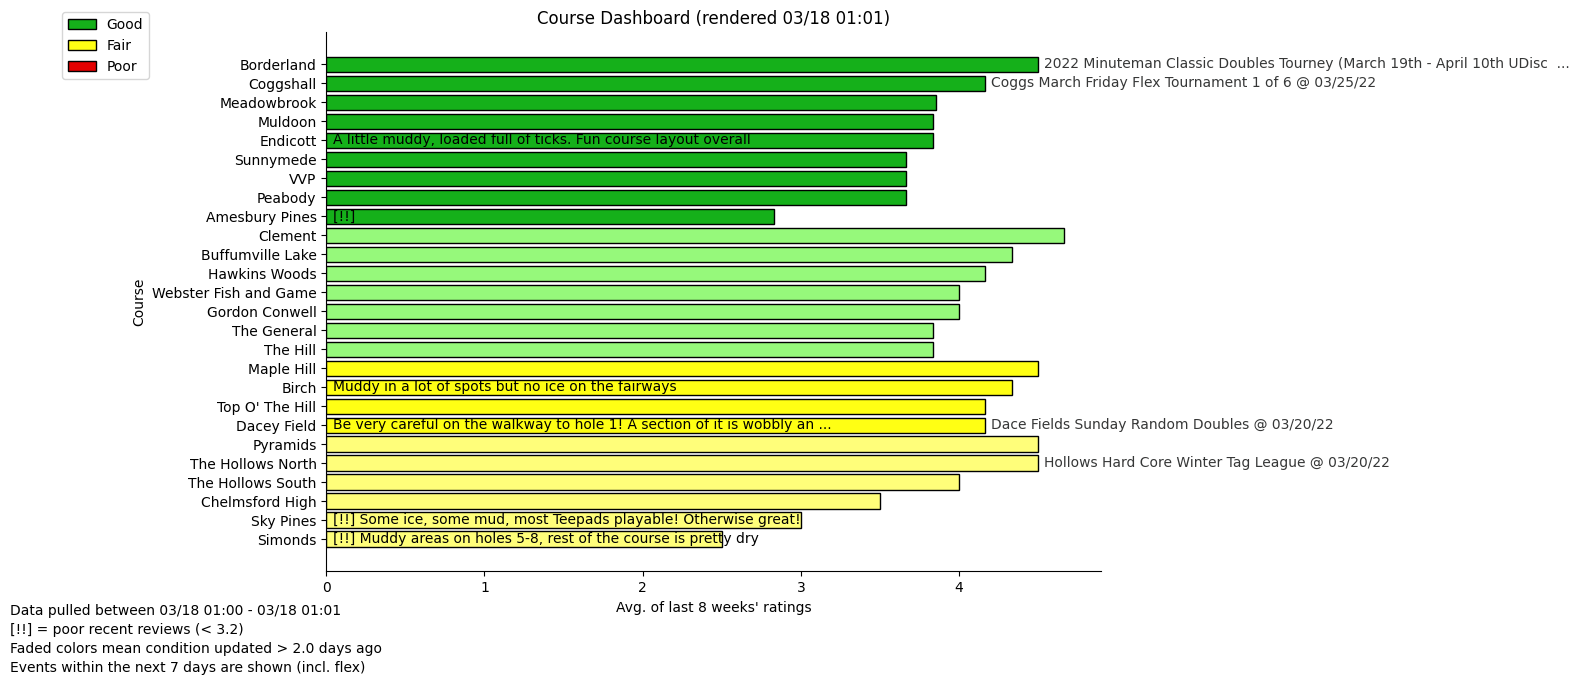 Good
Fair
Poor
Course Dashboard (rendered 03/18 01:01)
Borderland 2022 Minuteman Classic Doubles Tourney (March 19th - April 10th UDisc ...
Coggshall Coggs March Friday Flex Tournament 1 of 6 @ 03/25/22
Meadowbrook
Muldoon
Endicott A little muddy, loaded full of ticks. Fun course layout overall
Sunnymede
VVP
Peabody
Amesbury Pines [!!]
Clement
Buffumville Lake
Hawkins Woods
Webster Fish and Game
Gordon Conwell
The General
The Hill
Maple Hill
Birch Muddy in a lot of spots but no ice on the fairways
Top O' The Hill
Dacey Field Be very careful on the walkway to hole 1! A section of it is wobbly an ... Dace Fields Sunday Random Doubles @ 03/20/22
Pyramids
The Hollows North Hollows Hard Core Winter Tag League @ 03/20/22
The Hollows South
Chelmsford High
Sky Pines [!!] Some ice, some mud, most Teepads playable! Otherwise great!
Simonds [!!] Muddy areas on holes 5-8, rest of the course is pretty dry
Course
0 1 2 3 4
Avg. of last 8 weeks' ratings
Data pulled between 03/18 01:00 - 03/18 01:01
[!!] = poor recent reviews (< 3.2)
Faded colors mean condition updated > 2.0 days ago
Events within the next 7 days are shown (incl. flex)